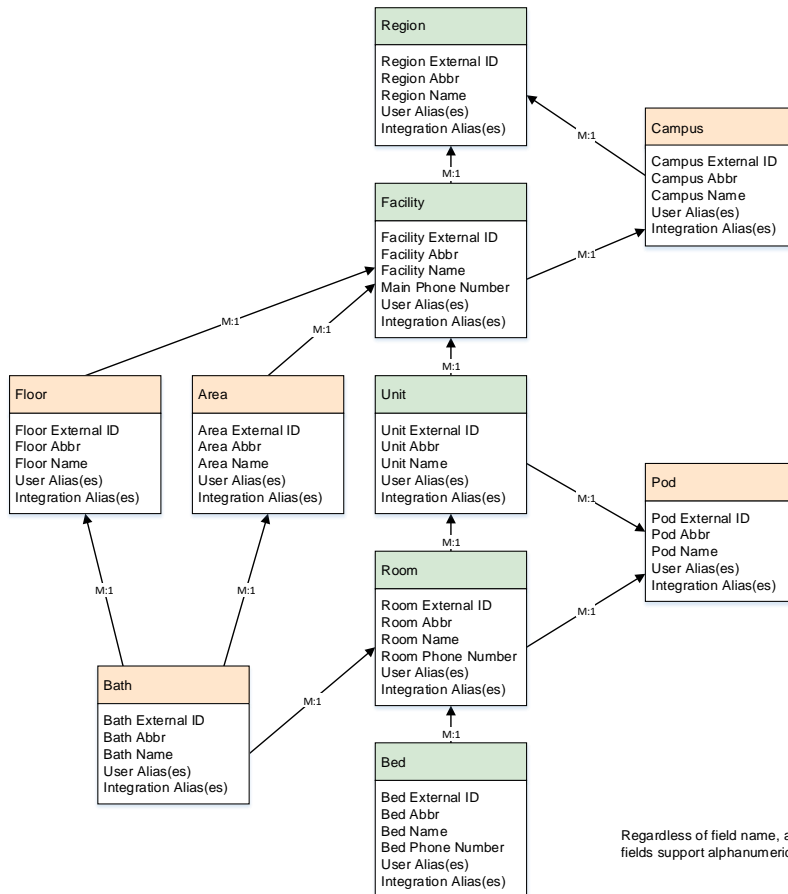 Region
Region External ID
Region Abbr
Region Name
User Alias(es)
Integration Alias(es)
M:1
Campus
Campus External ID
Campus Abbr
Campus Name
User Alias(es)
Integration Alias(es)
M:1
Facility
Facility External ID
Facility Abbr
Facility Name
Main Phone Number
User Alias(es)
Integration Alias(es)
M:1
M:1
M:1
M:1
Floor
Floor External ID
Floor Abbr
Floor Name
User Alias(es)
Integration Alias(es)
Area
Area External ID
Area Abbr
Area Name
User Alias(es)
Integration Alias(es)
Unit
Unit External ID
Unit Abbr
Unit Name
User Alias(es)
Integration Alias(es)
M:1
Pod
Pod External ID
Pod Abbr
Pod Name
User Alias(es)
Integration Alias(es)
M:1
Room
Room External ID
Room Abbr
Room Name
Room Phone Number
User Alias(es)
Integration Alias(es)
M:1
M:1
M:1
Bath
Bath External ID
Bath Abbr
Bath Name
User Alias(es)
Integration Alias(es)
M:1
M:1
Bed
Bed External ID
Bed Abbr
Bed Name
Bed Phone Number
User Alias(es)
Integration Alias(es)
Regardless of field name,
fields support